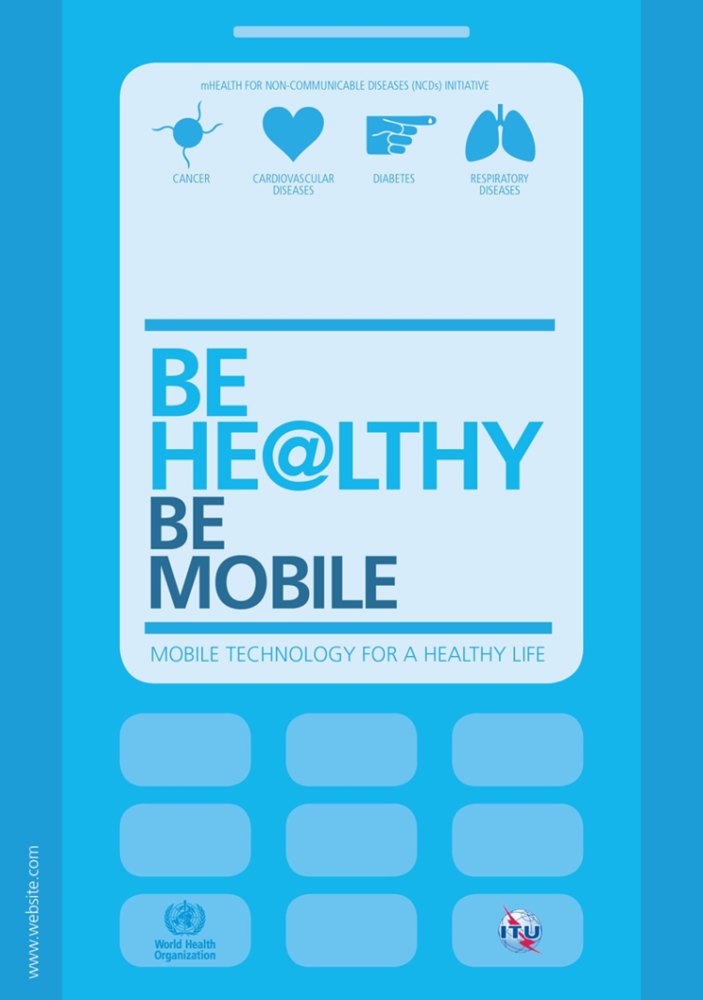 mHEALTH FOR NON-COMMUNICABLE DISEASES (NCDs) INITIATIVE
CANCER
CARDIOVASCULAR
DISEASES
DIABETES
RESPIRATORY
DISEASES
BE
HE@LTHY
BE
MOBILE
MOBILE TECHNOLOGY FOR A HEALTHY LIFE
World Health
Organization
ITU
www.website.com